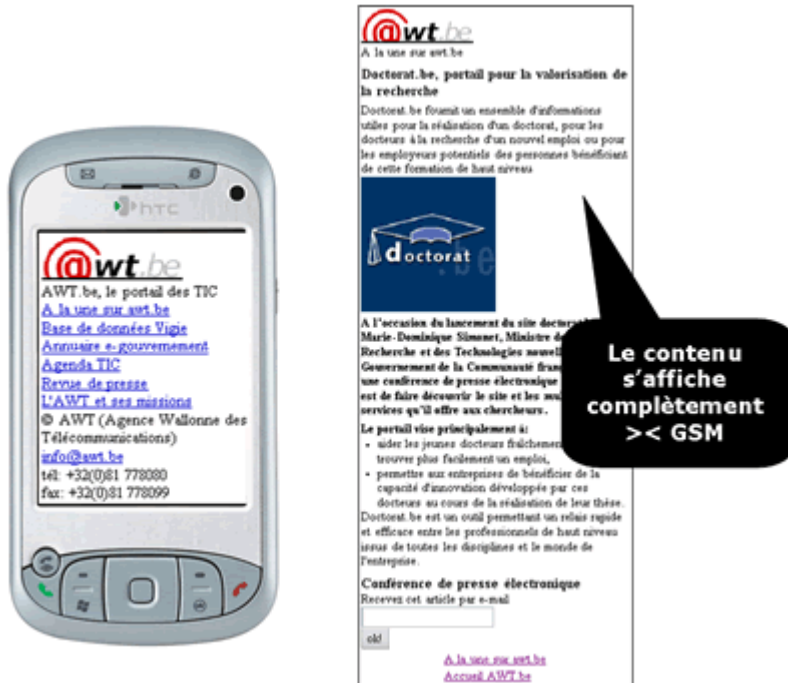 htc
@wt.be
AWT.be, le portail des TIC
A la une sur awt.be
Base de données Vigie
Annuaire e-gouvernement
Agenda TIC
Revue de presse
L'AWT et ses missions
© AWT (Agence Wallonne des
Télécommunications)
info@awt.be
tél: +32(0)81 778080
fax: +32(0)81 778099
@wt.be
A la une sur awt.be
Doctorat.be, portail pour la valorisation de
la recherche
Doctorat.be fournit un ensemble d'informations
utiles pour la réalisation d'un doctorat, pour les
docteurs à la recherche d'un nouvel emploi ou pour
les employeurs potentiels des personnes bénéficiant
de cette formation de haut niveau
doctorat
.be
A l'occasion du lancement du site
Marie-Dominique Simonet, Ministre
Recherche et des Technologies
Gouvernement de la Communauté
une conférence de presse électronique
est de faire découvrir le site et les
services qu'il offre aux chercheurs.
Le portail vise principalement à:
aider les jeunes docteurs
trouver plus facilement un emploi,
permettre aux entreprises de bénéficier de la
capacité d'innovation développée par ces
docteurs au cours de la réalisation de leur thèse.
Doctorat.be est un outil permettant un relais rapide
et efficace entre les professionnels de haut niveau
issus de toutes les disciplines et le monde de
l'entreprise.
Conférence de presse électronique
Recevez cet article par e-mail
ok!
A la une sur awt.be
Accueil AWT.be
Le contenu
s'affiche
complètement
>< GSM